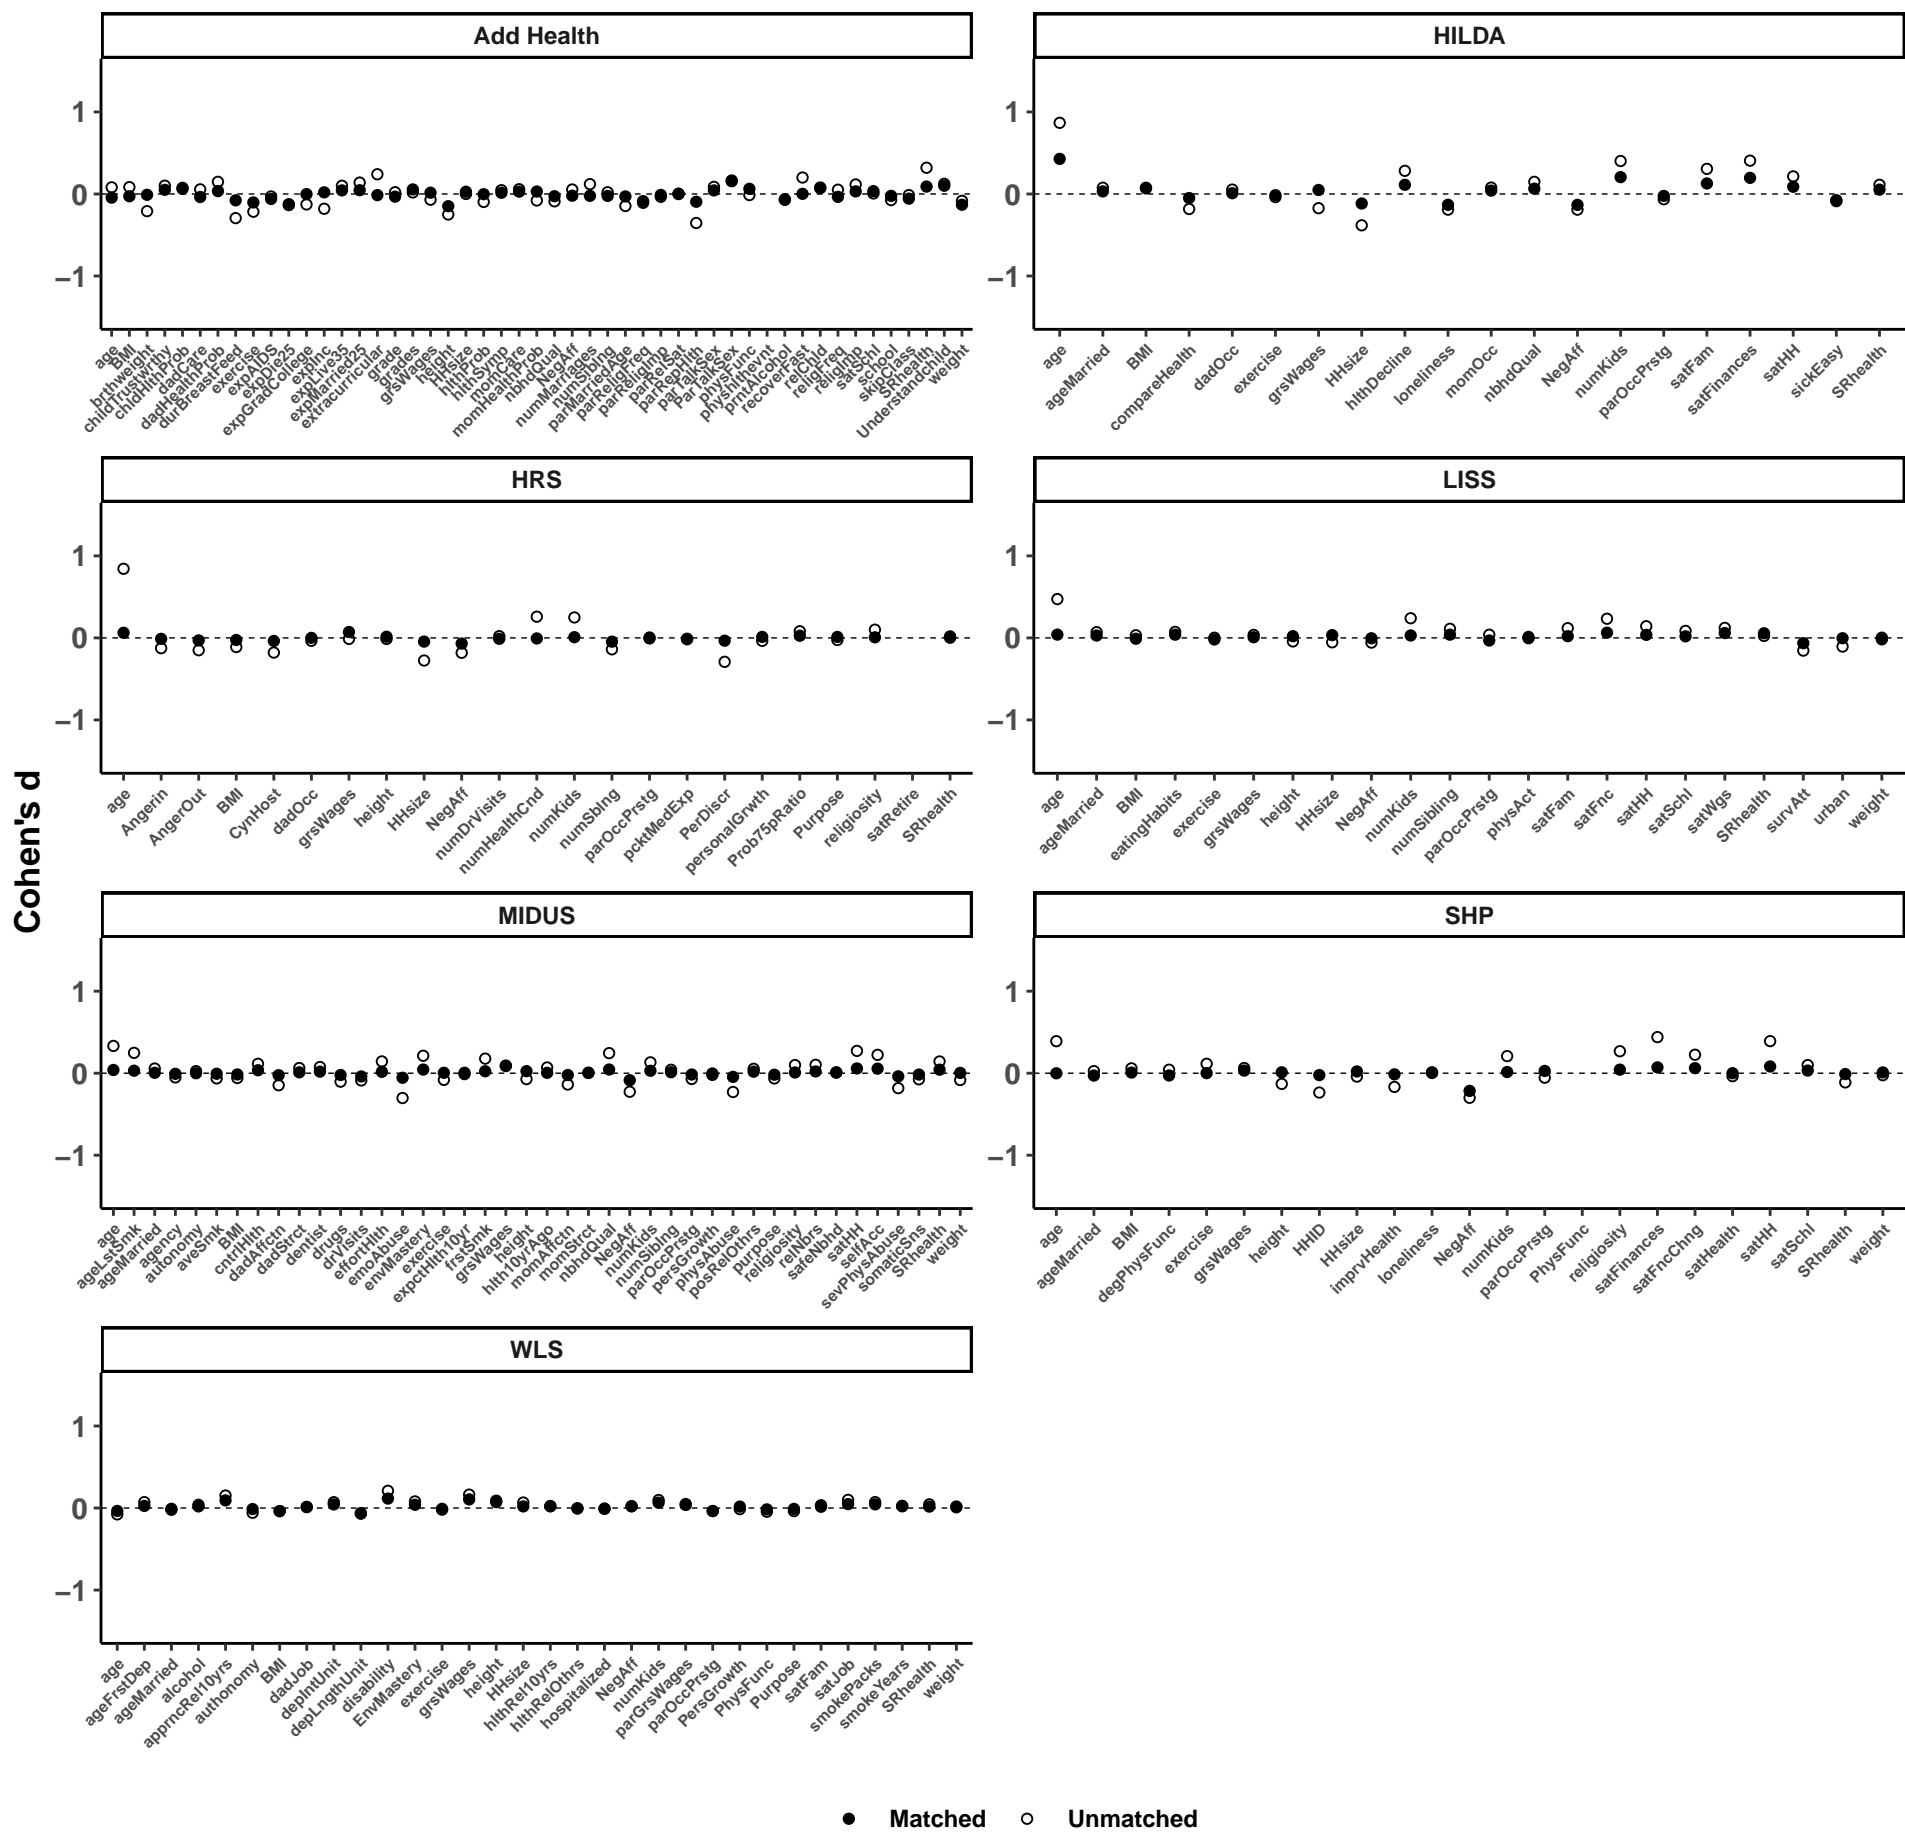 Cohen's d
Add Health
1
0
−1
age
BMI
brthweight
childTrustwrthy
childHlthProb
dadCare
dadHealthProb
durBreastFeed
exercise
expAIDS
expDie25
expGradCollege
expInc
expLive35
expMarried25
extracurricular
grade
grades
grsWages
height
HHsize
hlthProb
hlthSymp
momCare
momHealthProb
nbhdQual
NegAff
numMarriages
numSibling
parMarriedAge
parReligFreq
parReligImp
parRelSat
parRepHlth
parTalkSex
ParTalkSex
physFunc
physInhitevnt
prntAlcohol
recoverFast
relChld
religFreq
religImp
satSchl
school
skipClass
SRhealth
Understandchild
weight
HILDA
1
0
−1
age
ageMarried
BMI
compareHealth
dadOcc
exercise
grsWages
HHsize
hlthDecline
loneliness
momOcc
nbhdQual
NegAff
numKids
parOccPrstg
satFam
satFinances
satHH
sickEasy
SRhealth
HRS
1
0
−1
age
Angerin
AngerOut
BMI
CynHost
dadOcc
grsWages
height
HHsize
NegAff
numDrVisits
numHealthCnd
numKids
numSblng
parOccPrstg
pcktMedExp
PerDiscr
personalGrwth
Prob75pRatio
Purpose
religiosity
satRetire
SRhealth
LISS
1
0
−1
age
ageMarried
BMI
eatingHabits
exercise
grsWages
height
HHsize
NegAff
numKids
numSibling
parOccPrstg
physAct
satFam
satFnc
satHH
satSchl
satWgs
SRhealth
survAtt
urban
weight
MIDUS
1
0
−1
age
ageLstSmk
ageMarried
agency
autonomy
aveSmk
BMI
cntrlHlth
dadAffctn
dadStrct
dentist
drugs
drVisits
effortHlth
emoAbuse
envMastery
exercise
expctHlth10yr
frstSmk
grsWages
height
hlth10yrAgo
momAffctn
momStrct
nbhdQual
NegAff
numKids
numSiblng
parOccPrstg
persGrowth
physAbuse
posRelOthrs
purpose
religiosity
relNbrs
safeNbhd
satHH
selfAcc
sevPhysAbuse
somaticSns
SRhealth
weight
SHP
1
0
−1
age
ageMarried
BMI
degPhysFunc
exercise
grsWages
height
HHID
HHsize
imprvHealth
loneliness
NegAff
numKids
parOccPrstg
PhysFunc
religiosity
satFinances
satFncChng
satHealth
satHH
satSchl
SRhealth
weight
WLS
1
0
−1
age
ageFrstDep
ageMarried
alcohol
apprncRel10yrs
authonomy
BMI
dadJob
depIntUnit
depLngthUnit
disability
EnvMastery
exercise
grsWages
height
HHsize
hlthRel10yrs
hlthRelOthrs
hospitalized
NegAff
numKids
parGrsWages
parOccPrstg
PersGrowth
PhysFunc
Purpose
satFam
satJob
smokePacks
smokeYears
SRhealth
weight
Matched
Unmatched